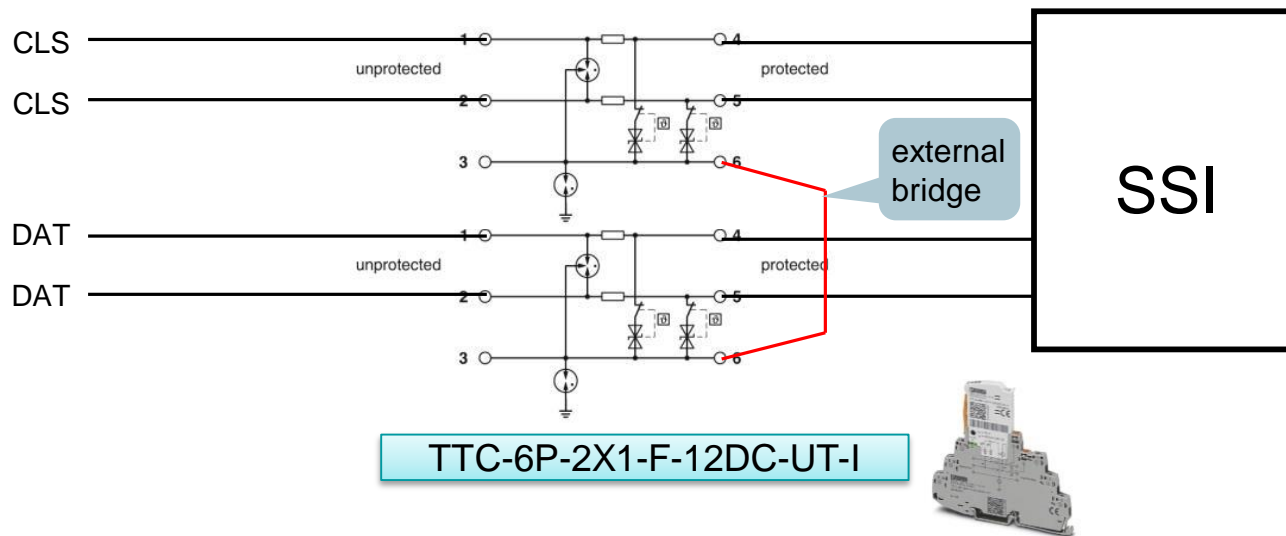 CLS
1
4
unprotected
protected
CLS
2
5
3
6
external
bridge
SSI
DAT
1
4
unprotected
protected
DAT
2
5
3
6
TTC-6P-2X1-F-12DC-UT-I